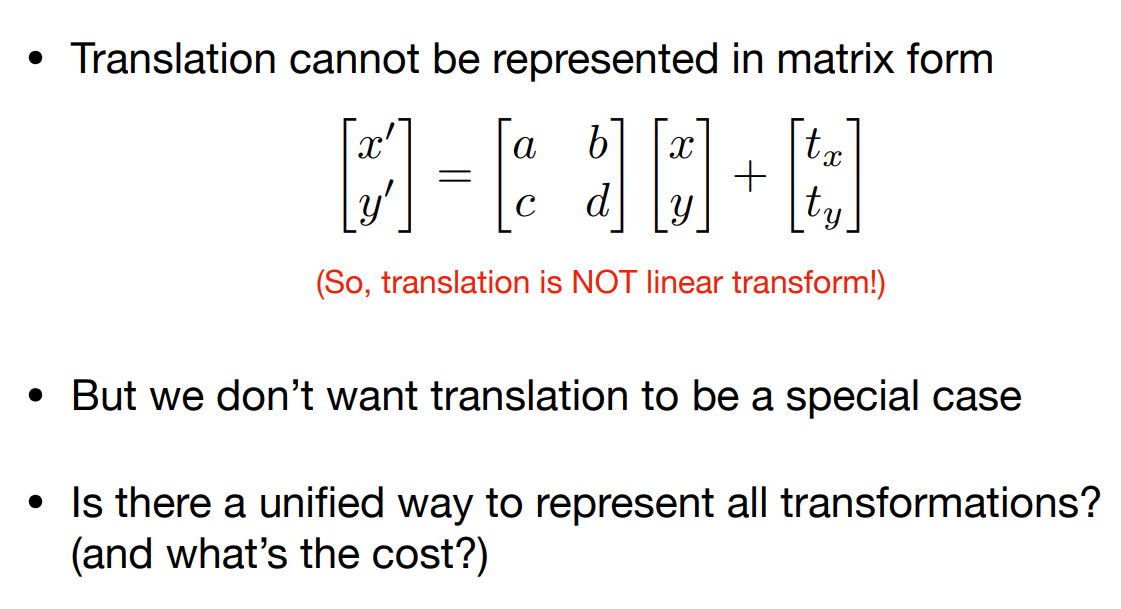 • Translation cannot be represented in matrix form
\begin{bmatrix} x' \\ y' \end{bmatrix} = \begin{bmatrix} a & b \\ c & d \end{bmatrix} \begin{bmatrix} x \\ y \end{bmatrix} + \begin{bmatrix} t_x \\ t_y \end{bmatrix}
(So, translation is NOT linear transform!)
• But we don’t want translation to be a special case
• Is there a unified way to represent all transformations?
(and what’s the cost?)